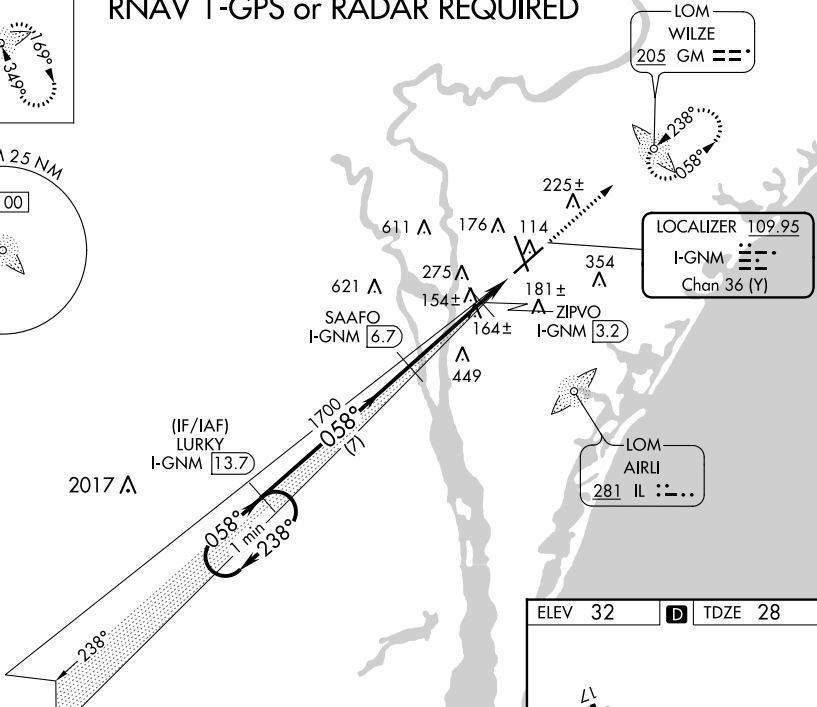 RNAV 1-GPS or RADAR REQUIRED
LOM
WILZE
205 GM
169°
349°
238°
058°
25 NM
00
225±
611
176
114
LOCALIZER 109.95
I-GNM
Chan 36 (Y)
354
275
621
154±
181±
SAAFO
I-GNM 6.7
164±
ZIPVO
I-GNM 3.2
449
1700
058°
(7)
(IF/IAF)
LURKY
I-GNM 13.7
2017
LOM
AIRLI
281 IL
058°
1 min
238°
238°
ELEV 32
D
TDZE 28
17